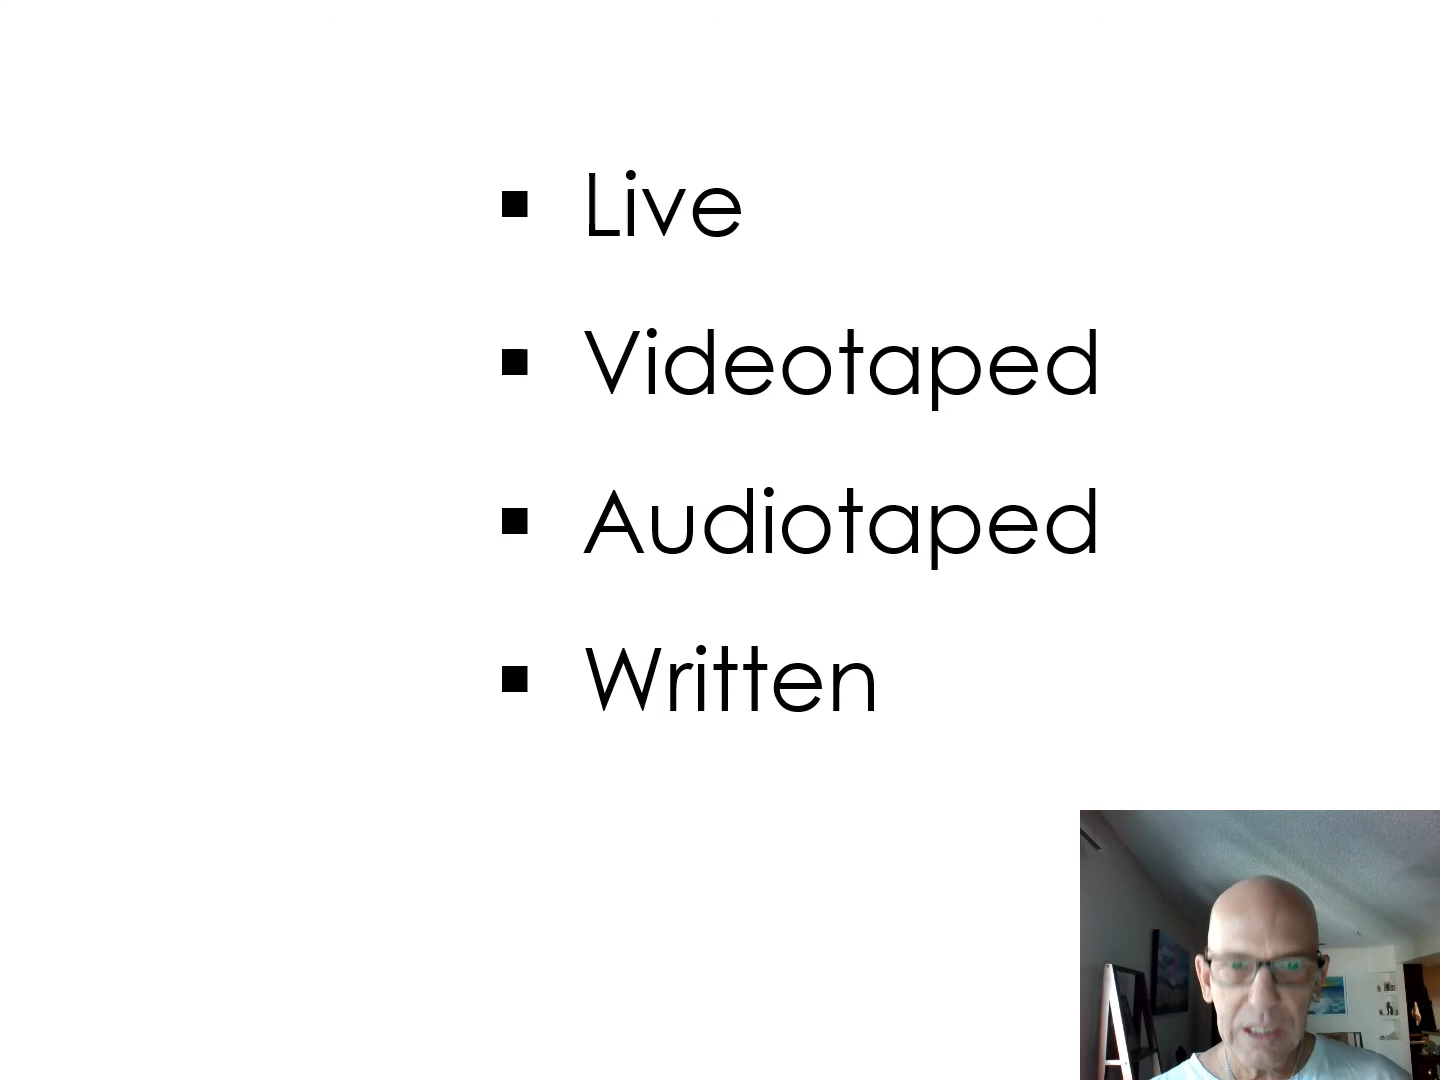 ▪ Live
▪ Videotaped
▪ Audiotaped
▪ Written